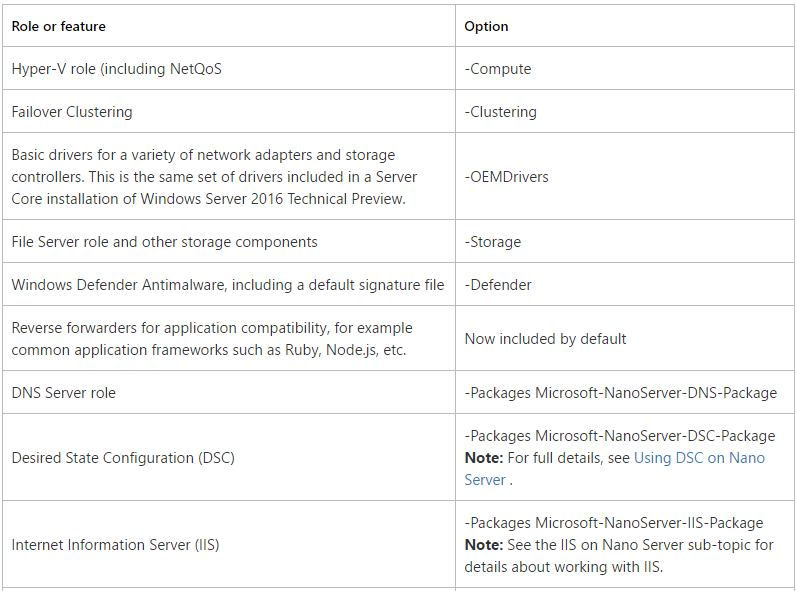 Role or feature
Option
Hyper-V role (including NetQoS
-Compute
Failover Clustering
-Clustering
Basic drivers for a variety of network adapters and storage
controllers. This is the same set of drivers included in a Server
Core installation of Windows Server 2016 Technical Preview.
-OEMDrivers
File Server role and other storage components
-Storage
Windows Defender Antimalware, including a default signature file
-Defender
Reverse forwarders for application compatibility, for example
common application frameworks such as Ruby, Node.js, etc.
Now included by default
DNS Server role
-Packages Microsoft-NanoServer-DNS-Package
Desired State Configuration (DSC)
-Packages Microsoft-NanoServer-DSC-Package
Note: For full details, see Using DSC on Nano
Server .
Internet Information Server (IIS)
-Packages Microsoft-NanoServer-IIS-Package
Note: See the IIS on Nano Server sub-topic for
details about working with IIS.